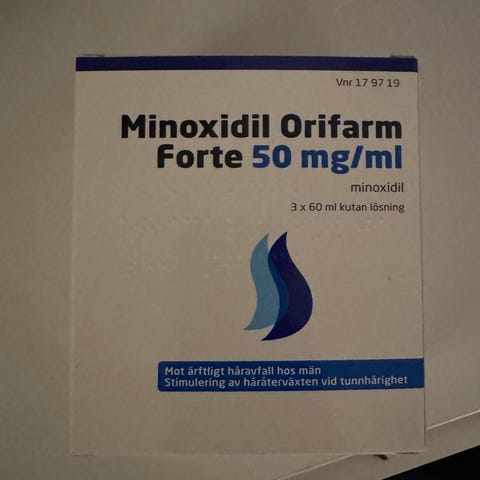 Vnr 17 97 19
Minoxidil Orifarm
Forte 50 mg/ml
minoxidil
3 x 60 ml kutan lösning
Mot ärftligt håravfall hos män
Stimulering av håråterväxten vid tunnhårighet